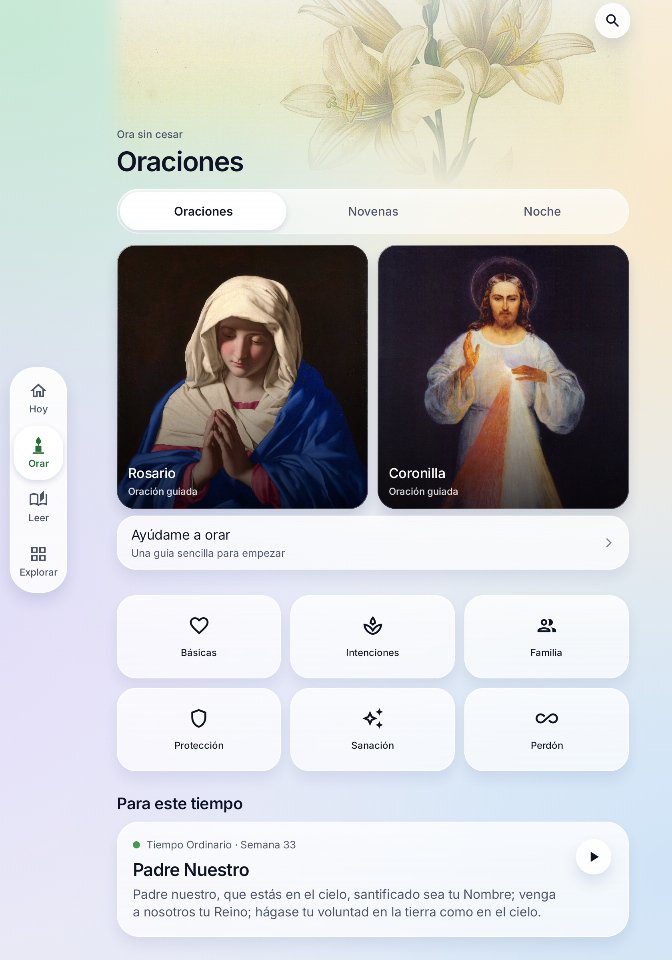 Ora sin cesar
Oraciones
Oraciones
Novenas
Noche
Rosario
Oración guiada
Coronilla
Oración guiada
Hoy
Orar
Leer
Explorar
Ayúdame a orar
Una guía sencilla para empezar
Básicas
Intenciones
Familia
Protección
Sanación
Perdón
Para este tiempo
Tiempo Ordinario · Semana 33
Padre Nuestro
Padre nuestro, que estás en el cielo, santificado sea tu Nombre; venga
a nosotros tu Reino; hágase tu voluntad en la tierra como en el cielo.